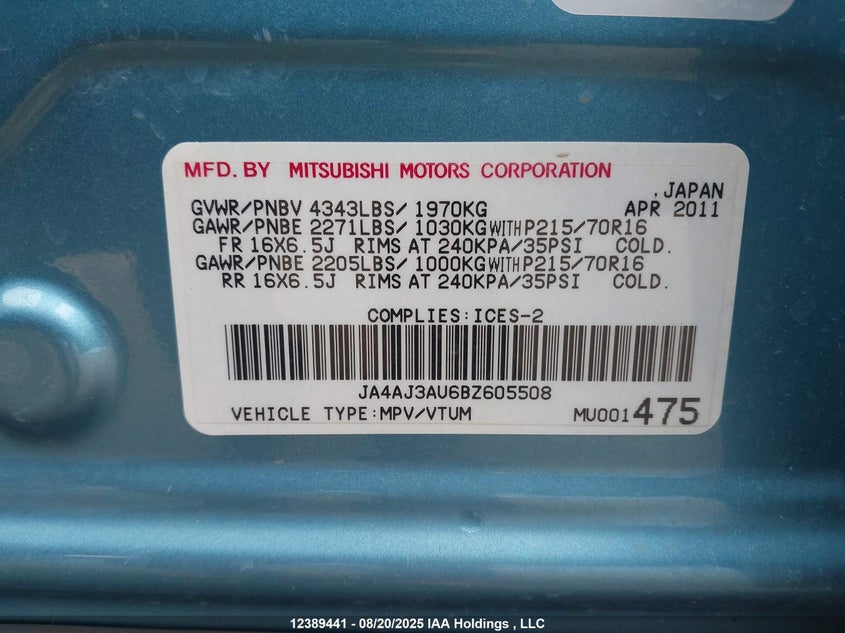 MFD. BY MITSUBISHI MOTORS CORPORATION
, JAPAN
GVWR/PNBV 4343LBS/ 1970KG APR 2011
GAWR/PNBE 2271LBS/ 1030KG WITH P215/70R16
FR 16X6.5J RIMS AT 240KPA/35PSI COLD.
GAWR/PNBE 2205LBS/ 1000KG WITH P215/70R16
RR 16X6.5J RIMS AT 240KPA/35PSI COLD.
COMPLIES:ICES-2
JA4AJ3AU6BZ605508
VEHICLE TYPE:MPV/VTUM MU001475
12389441 - 08/20/2025 IAA Holdings , LLC